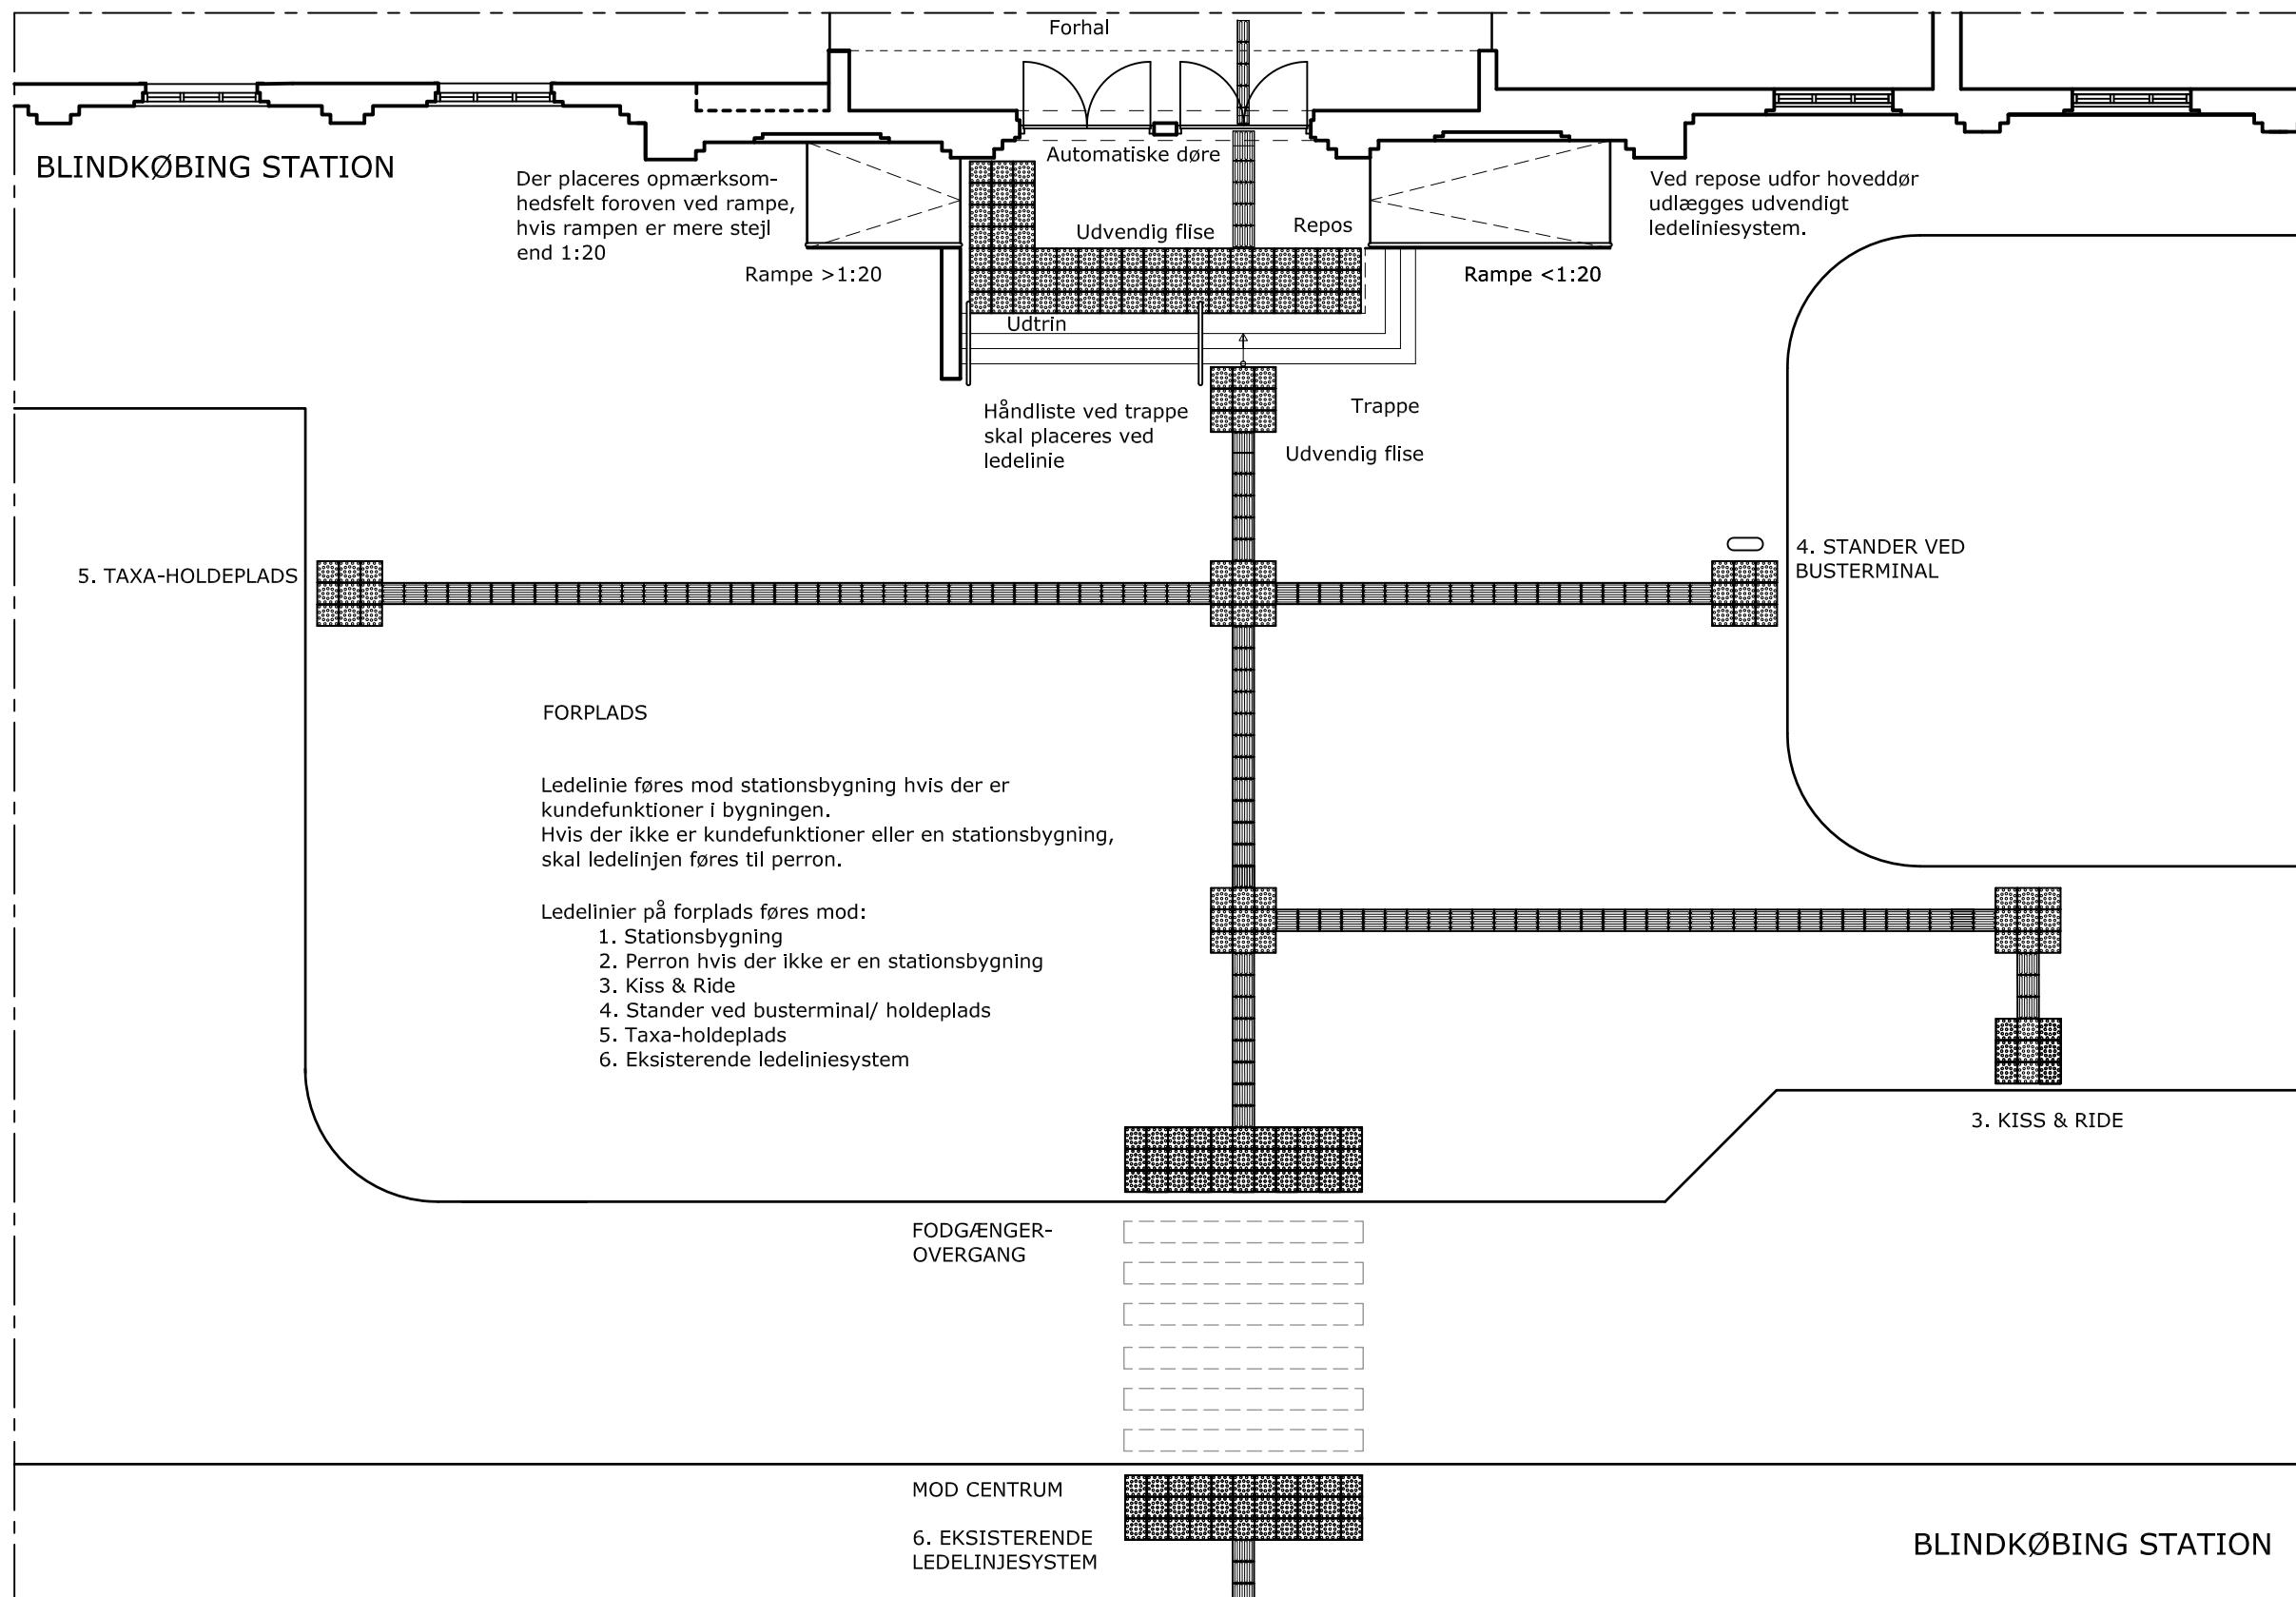 Forhal
BLINDKØBING STATION
Automatiske døre
Der placeres opmærksom-
hedsfelt foroven ved rampe,
hvis rampen er mere stejl
end 1:20
Ved repose udfor hoveddør
udlægges udvendigt
ledeliniesystem.
Udvendig flise
Repos
Rampe >1:20
Rampe <1:20
Udtrin
Håndliste ved trappe
skal placeres ved
ledelinie
Trappe
Udvendig flise
5. TAXA-HOLDEPLADS
4. STANDER VED
BUSTERMINAL
FORPLADS
Ledelinie føres mod stationsbygning hvis der er
kundefunktioner i bygningen.
Hvis der ikke er kundefunktioner eller en stationsbygning,
skal ledelinjen føres til perron.
Ledelinier på forplads føres mod:
1. Stationsbygning
2. Perron hvis der ikke er en stationsbygning
3. Kiss & Ride
4. Stander ved busterminal/ holdeplads
5. Taxa-holdeplads
6. Eksisterende ledeliniesystem
3. KISS & RIDE
FODGÆNGER-
OVERGANG
MOD CENTRUM
6. EKSISTERENDE
LEDELINJESYSTEM
BLINDKØBING STATION